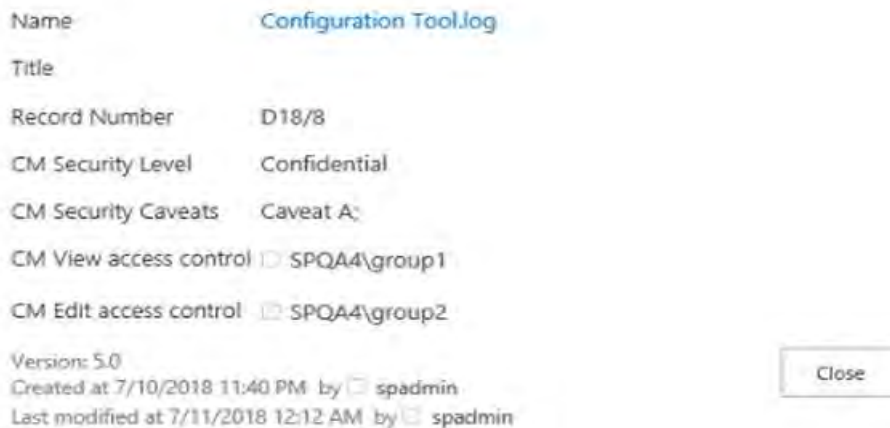 Name Configuration Tool.log
Title
Record Number D18/8
CM Security Level Confidential
CM Security Caveats Caveat A;
CM View access control SPQA4\group1
CM Edit access control SPQA4\group2
Version: 5.0
Created at 7/10/2018 11:40 PM by spadmin
Close
Last modified at 7/11/2018 12:12 AM by spadmin